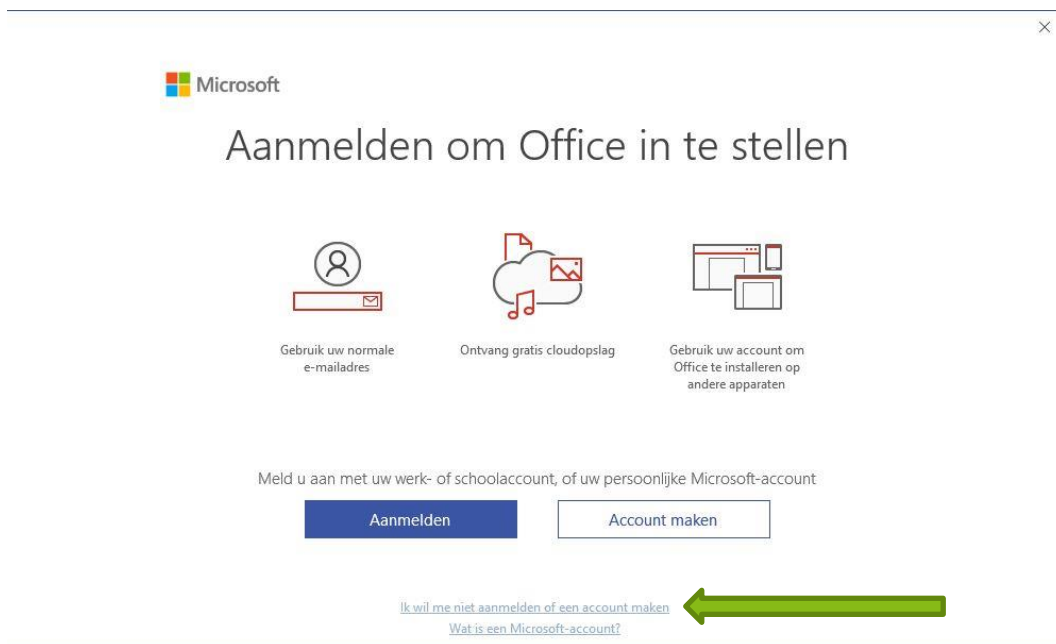 Microsoft
Aanmelden om Office in te stellen
Gebruik uw normale
e-mailadres
Ontvang gratis cloudopslag
Gebruik uw account om
Office te installeren op
andere apparaten
Meld u aan met uw werk- of schoolaccount, of uw persoonlijke Microsoft-account
Aanmelden
Account maken
Ik wil me niet aanmelden of een account maken
Wat is een Microsoft-account?